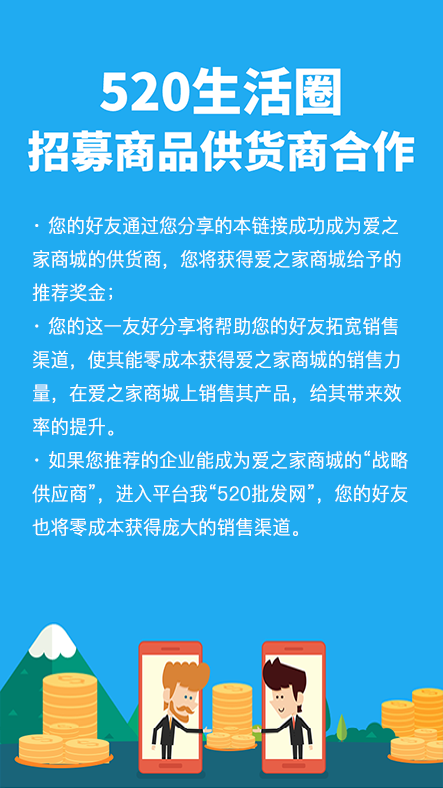 520生活圈
招募商品供货商合作
· 您的好友通过您分享的本链接成功成为爱之
家商城的供货商，您将获得爱之家商城给予的
推荐奖金；
· 您的这一友好分享将帮助您的好友拓宽销售
渠道，使其能零成本获得爱之家商城的销售力
量，在爱之家商城上销售其产品，给其带来效
率的提升。
· 如果您推荐的企业能成为爱之家商城的“战略
供应商”，进入平台我“520批发网”，您的好友
也将零成本获得庞大的销售渠道。